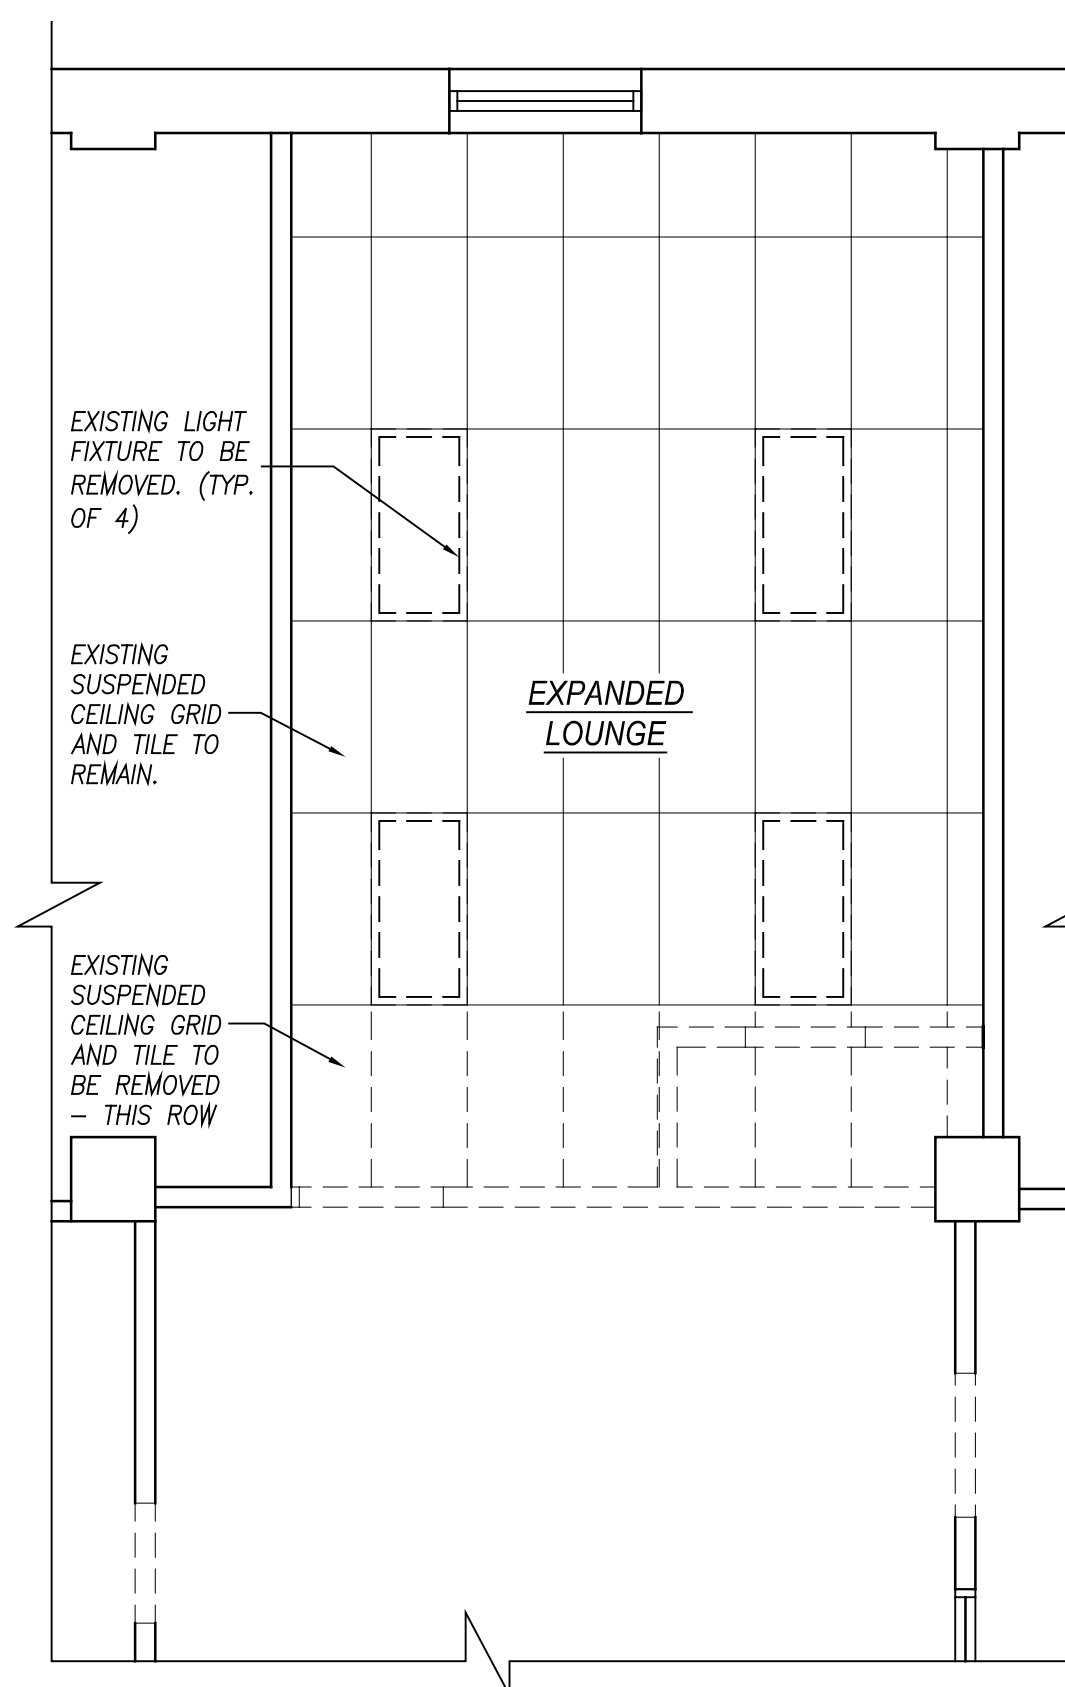 EXISTING LIGHT
FIXTURE TO BE
REMOVED. (TYP.
OF 4)
EXISTING
SUSPENDED
CEILING GRID
AND TILE TO
REMAIN.
EXPANDED
LOUNGE
EXISTING
SUSPENDED
CEILING GRID
AND TILE TO
BE REMOVED
- THIS ROW